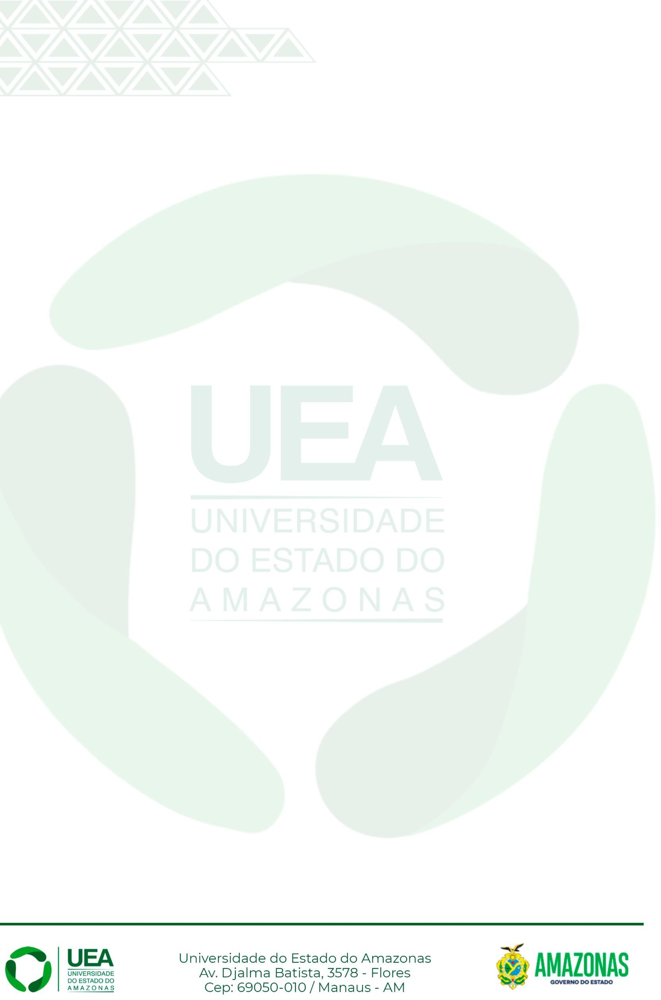 UEA
UNIVERSIDADE
DO ESTADO DO
AMAZONAS
UEA
UNIVERSIDADE
DO ESTADO DO
AMAZONAS
Universidade do Estado do Amazonas
Av. Djalma Batista, 3578 - Flores
Cep: 69050-010 / Manaus - AM
AMAZONAS
GOVERNO DO ESTADO